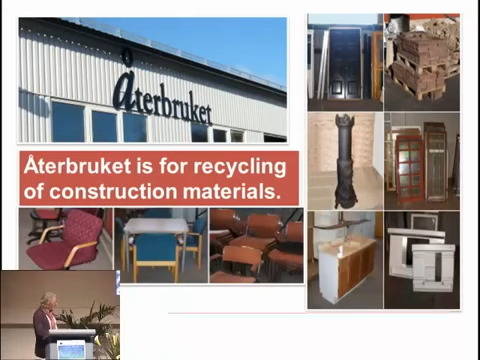 återbruket
Återbruket is for recycling
of construction materials.